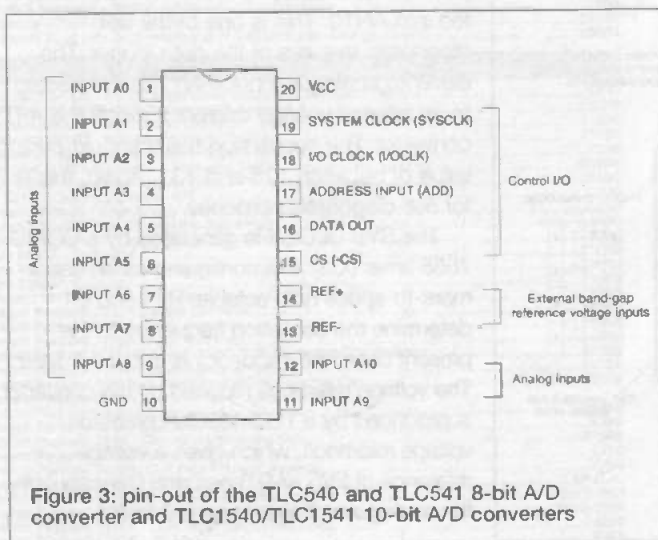 Analog inputs
INPUT A0 1
INPUT A1 2
INPUT A2 3
INPUT A3 4
INPUT A4 5
INPUT A5 6
INPUT A6 7
INPUT A7 8
INPUT A8 9
GND 10
20 VCC
19 SYSTEM CLOCK (SYSCLK)
18 I/O CLOCK (I/OCLK)
17 ADDRESS INPUT (ADD)
16 DATA OUT
15 CS (-CS)
14 REF+
13 REF-
12 INPUT A10
11 INPUT A9
Control I/O
External band-gap
reference voltage inputs
Analog inputs
Figure 3: pin-out of the TLC540 and TLC541 8-bit A/D
converter and TLC1540/TLC1541 10-bit A/D converters